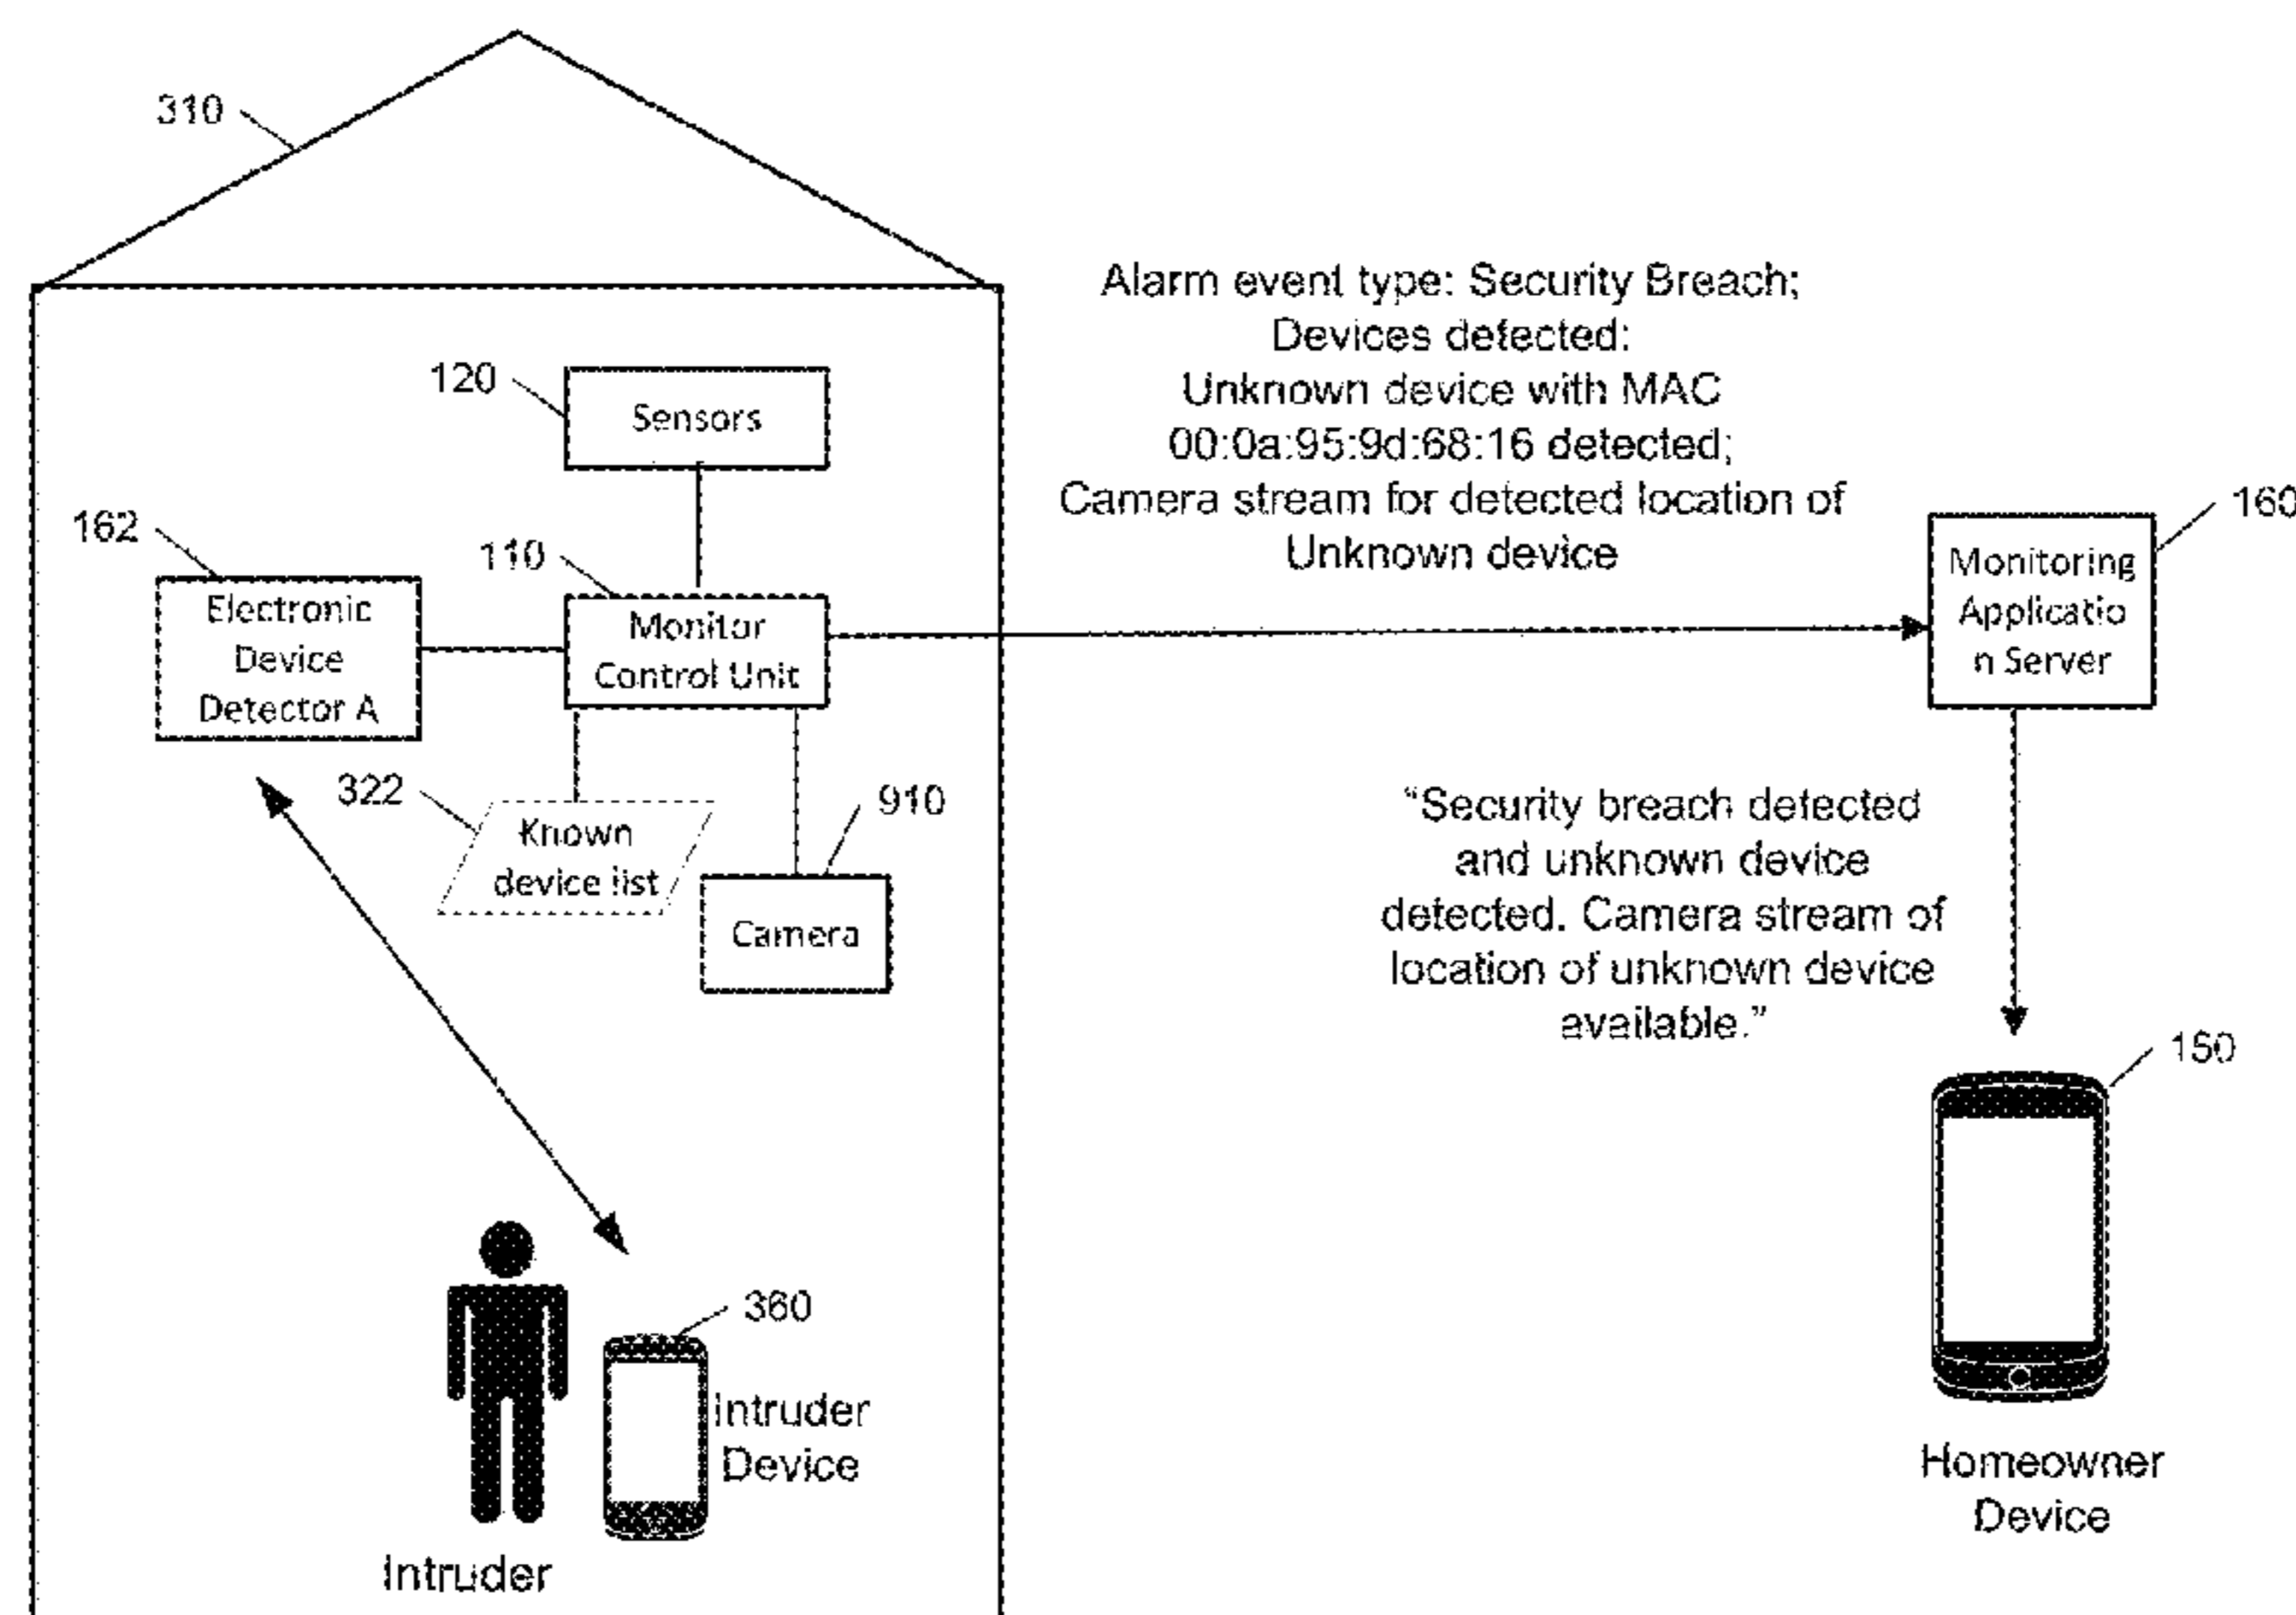 310
Alarm event type: Security Breach;
Devices detected:
Unknown device with MAC
00:0a:95:9d:68:16 detected;
Camera stream for detected location of
Unknown device
120
Sensors
162
Electronic
Device
Detector A
110
Monitor
Control Unit
160
Monitoring
Applicatio
n Server
322
Known
device list
910
Camera
"Security breach detected
and unknown device
detected. Camera stream of
location of unknown device
available."
150
Homeowner
Device
360
Intruder
Device
Intruder